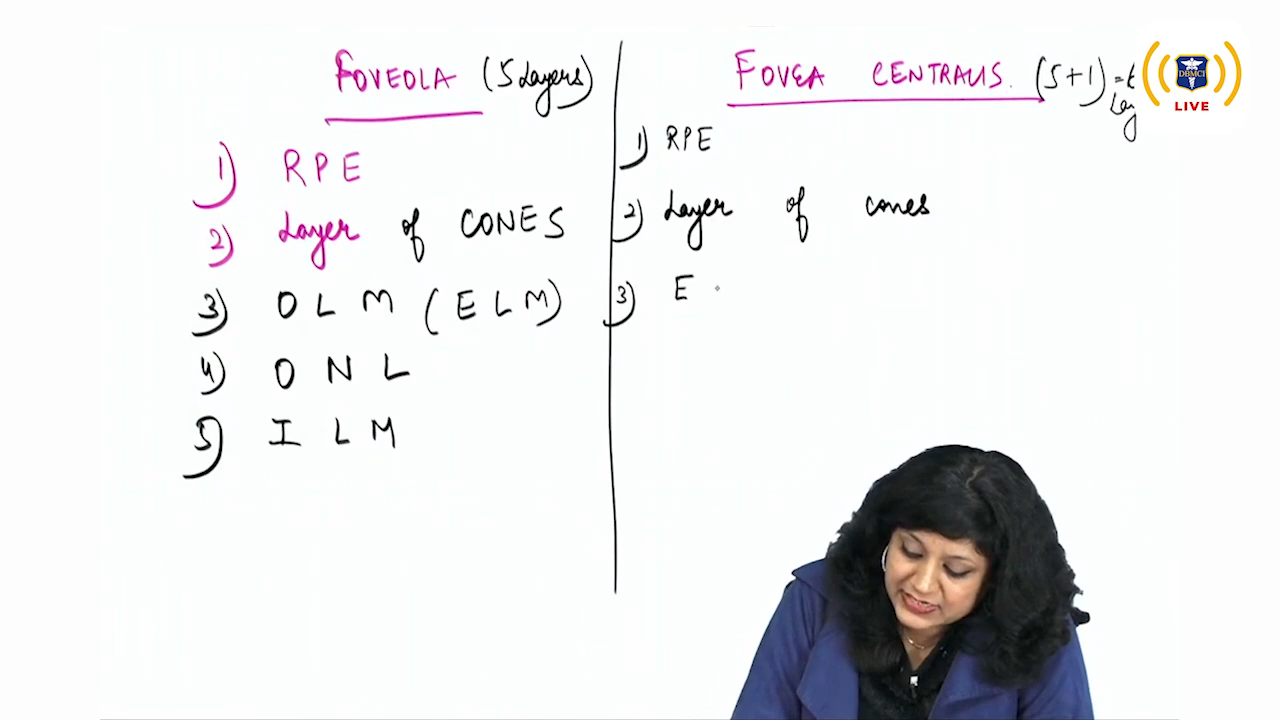 FOVEOLA (5 Layers)
1) RPE
2) Layer of CONES
3) OLM (ELM)
4) ONL
5) ILM
FOVEA CENTRALIS. (5+1) =
1) RPE
2) Layer of cones
3) E
DBMCI
LIVE